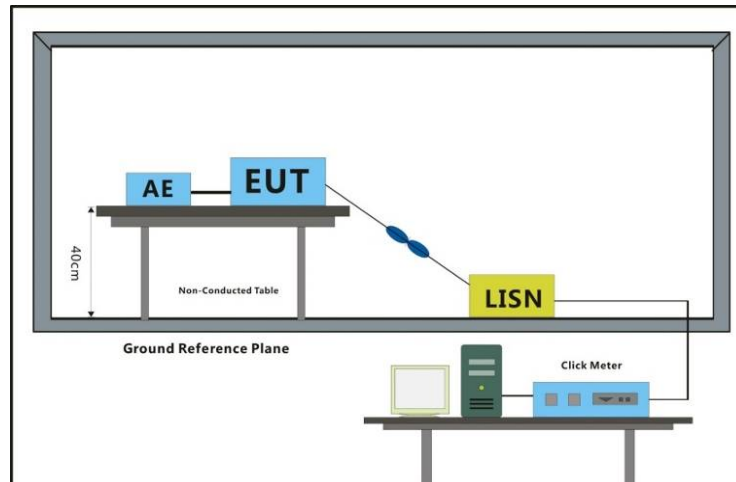 AE
EUT
40cm
Non-Conducted Table
LISN
Ground Reference Plane
Click Meter